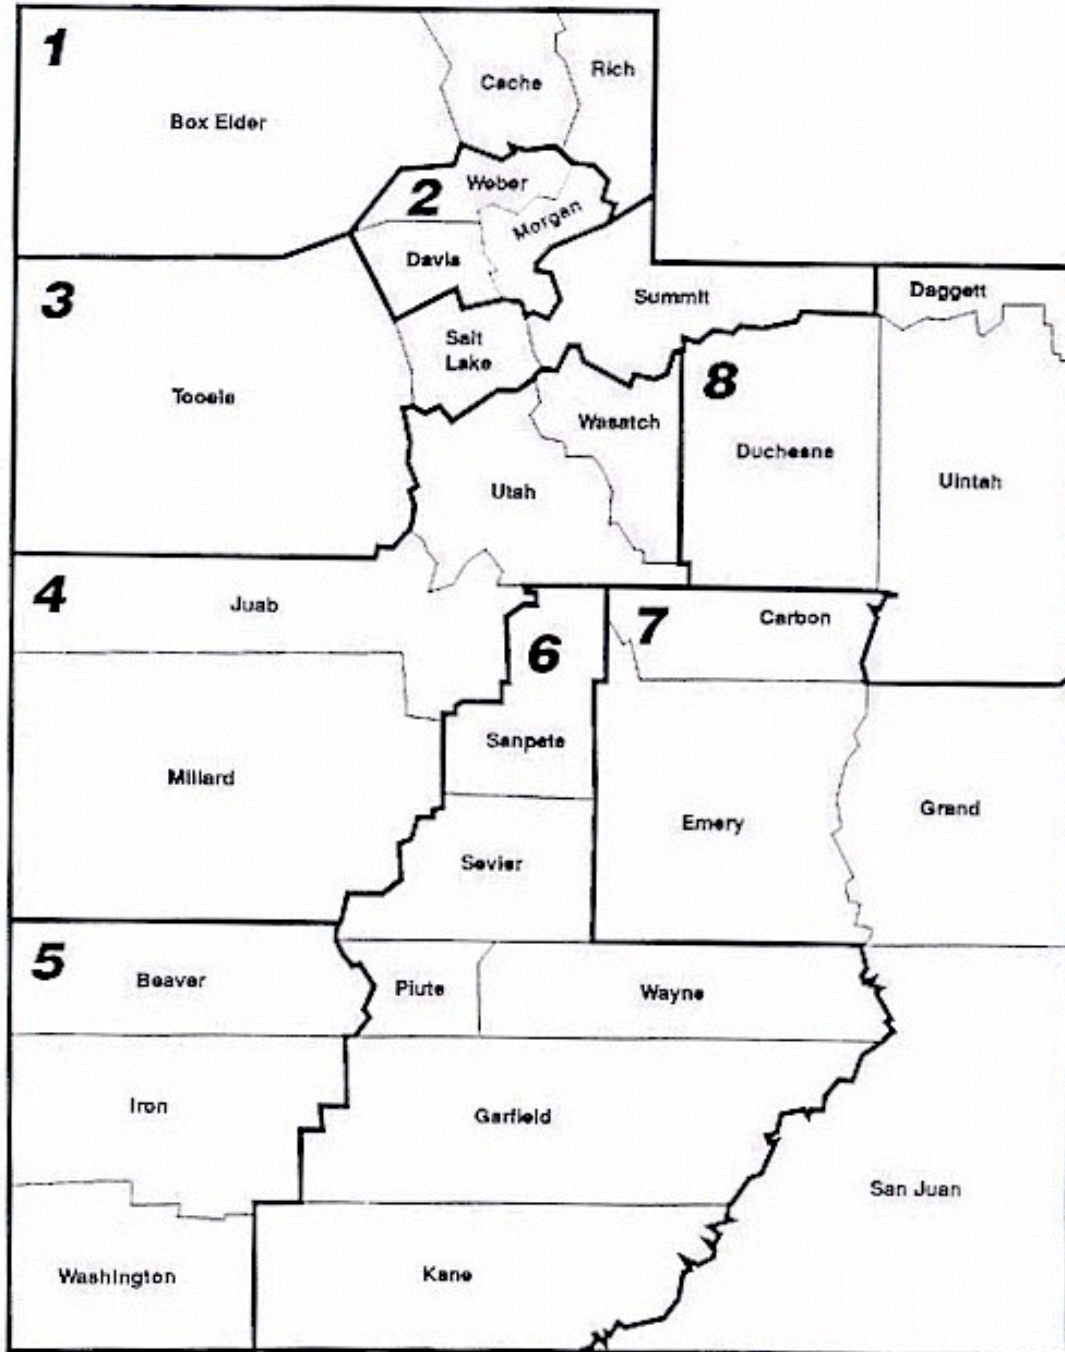 1
Cache
Rich
Box Elder
2
Weber
Morgan
Davis
3
Summit
Daggett
Salt
Lake
8
Tooele
Wasatch
Duchesne
Uintah
Utah
4
Juab
7
Carbon
6
Sanpete
Millard
Emery
Grand
Sevier
5
Beaver
Piute
Wayne
Iron
Garfield
San Juan
Washington
Kane